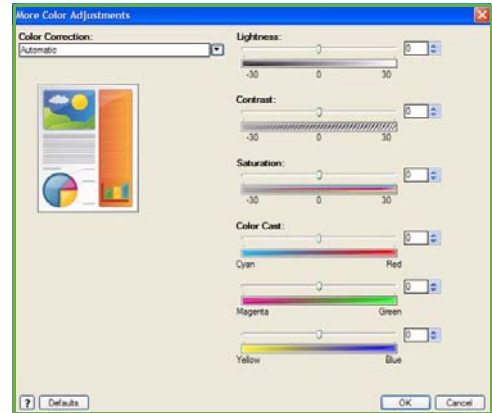 More Color Adjustments
Color Correction:
Automatic
Lightness:
0
-30 0 30
Contrast:
0
-30 0 30
Saturation:
0
-30 0 30
Color Cast:
0
Cyan Red
0
Magenta Green
0
Yellow Blue
? Defaults OK Cancel